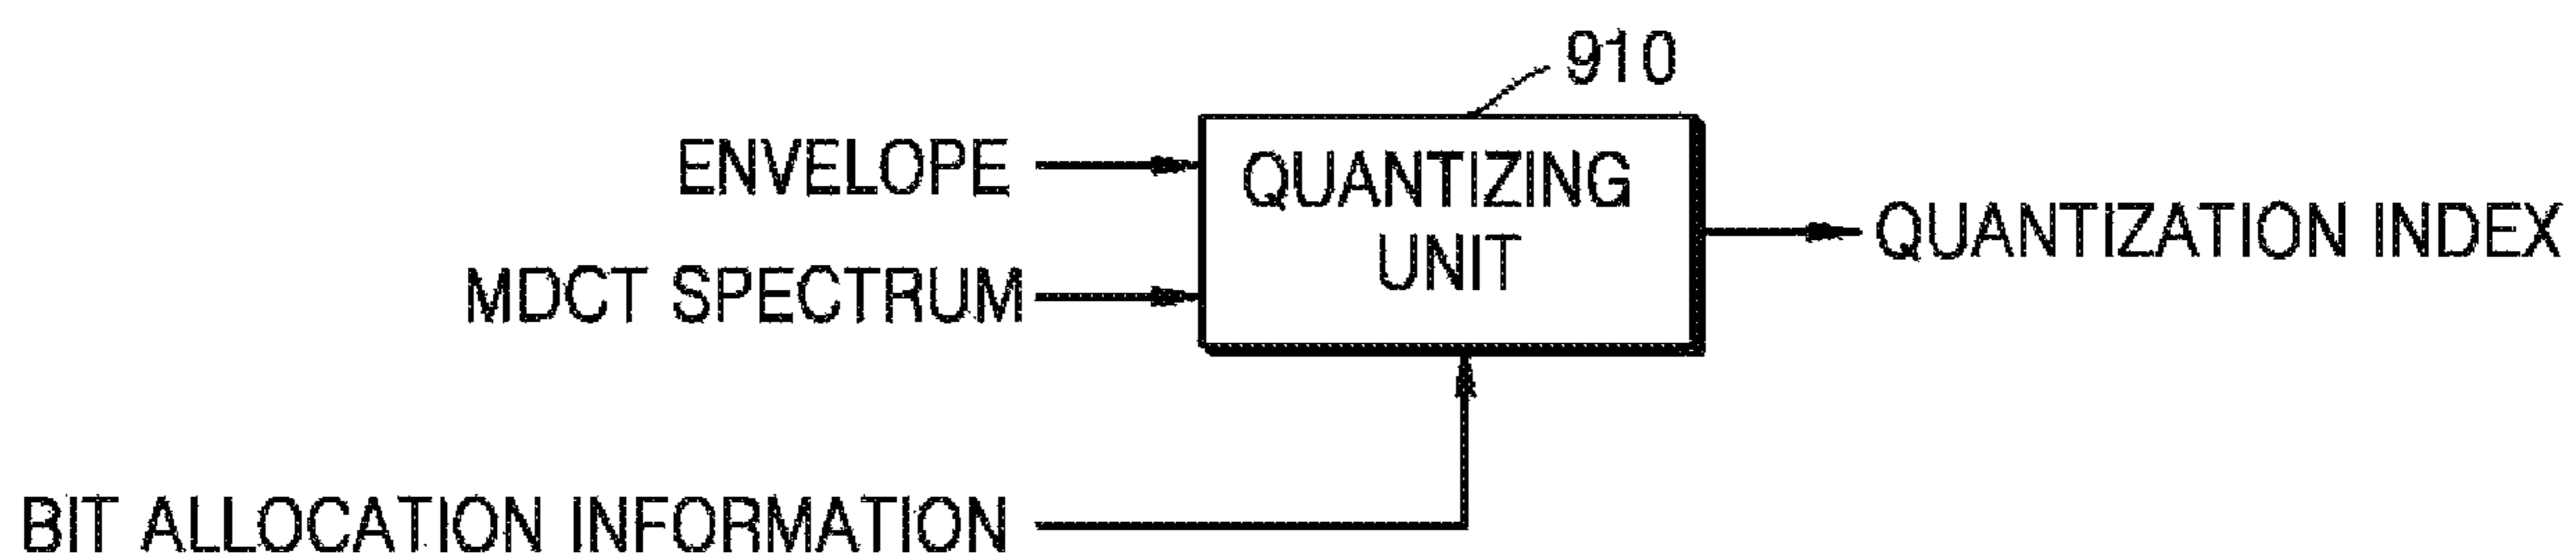 910
ENVELOPE
QUANTIZING
UNIT
QUANTIZATION INDEX
MDCT SPECTRUM
BIT ALLOCATION INFORMATION